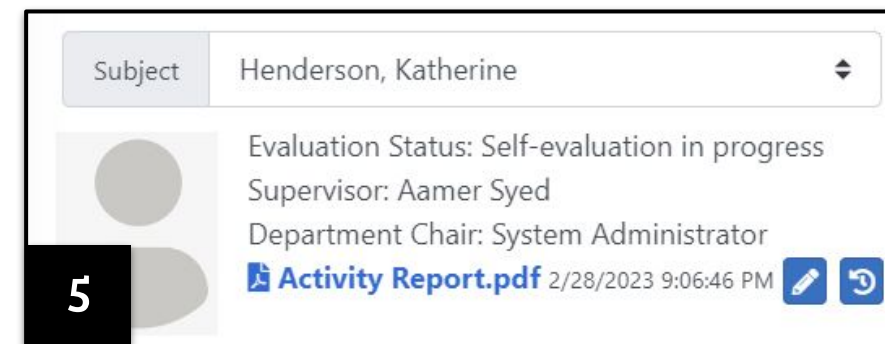 Subject Henderson, Katherine
Evaluation Status: Self-evaluation in progress
Supervisor: Aamer Syed
Department Chair: System Administrator
Activity Report.pdf 2/28/2023 9:06:46 PM
5